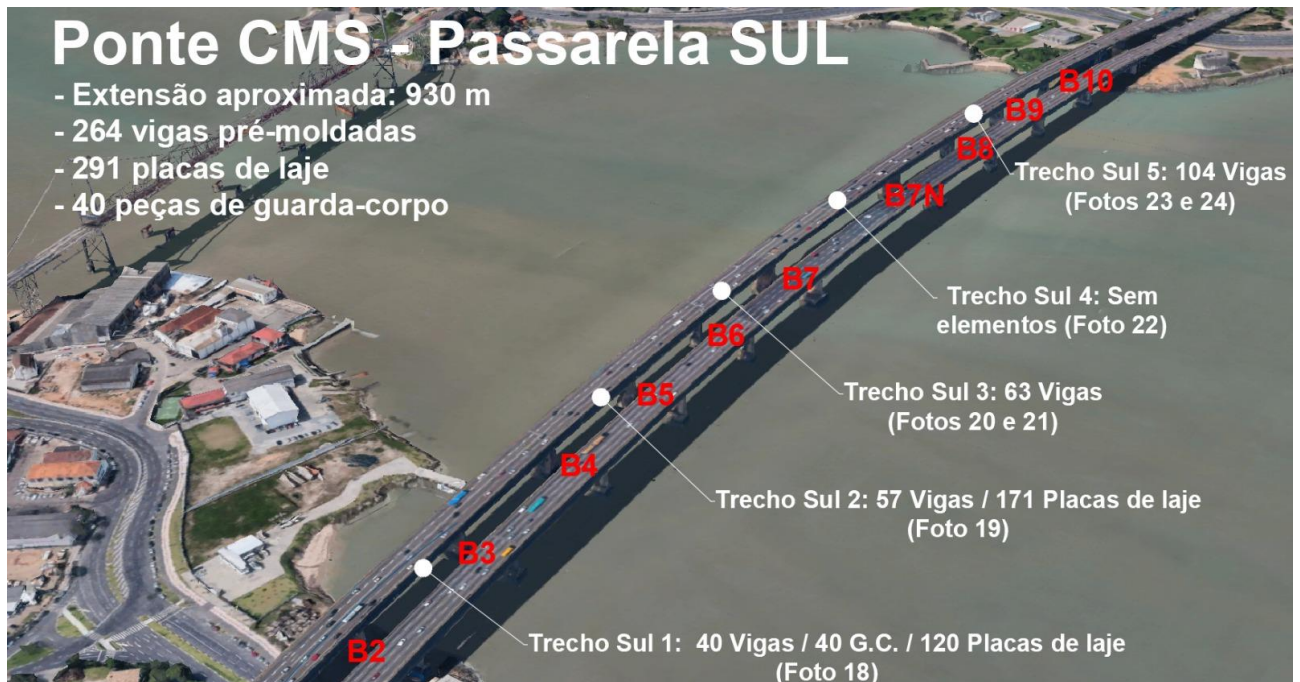 Ponte CMS - Passarela SUL
- Extensão aproximada: 930 m
- 264 vigas pré-moldadas
- 291 placas de laje
- 40 peças de guarda-corpo
B10
B9
B8
Trecho Sul 5: 104 Vigas
(Fotos 23 e 24)
B7N
B7
Trecho Sul 4: Sem
elementos (Foto 22)
B6
B5
Trecho Sul 3: 63 Vigas
(Fotos 20 e 21)
B4
Trecho Sul 2: 57 Vigas / 171 Placas de laje
(Foto 19)
B3
B2
Trecho Sul 1: 40 Vigas / 40 G.C. / 120 Placas de laje
(Foto 18)